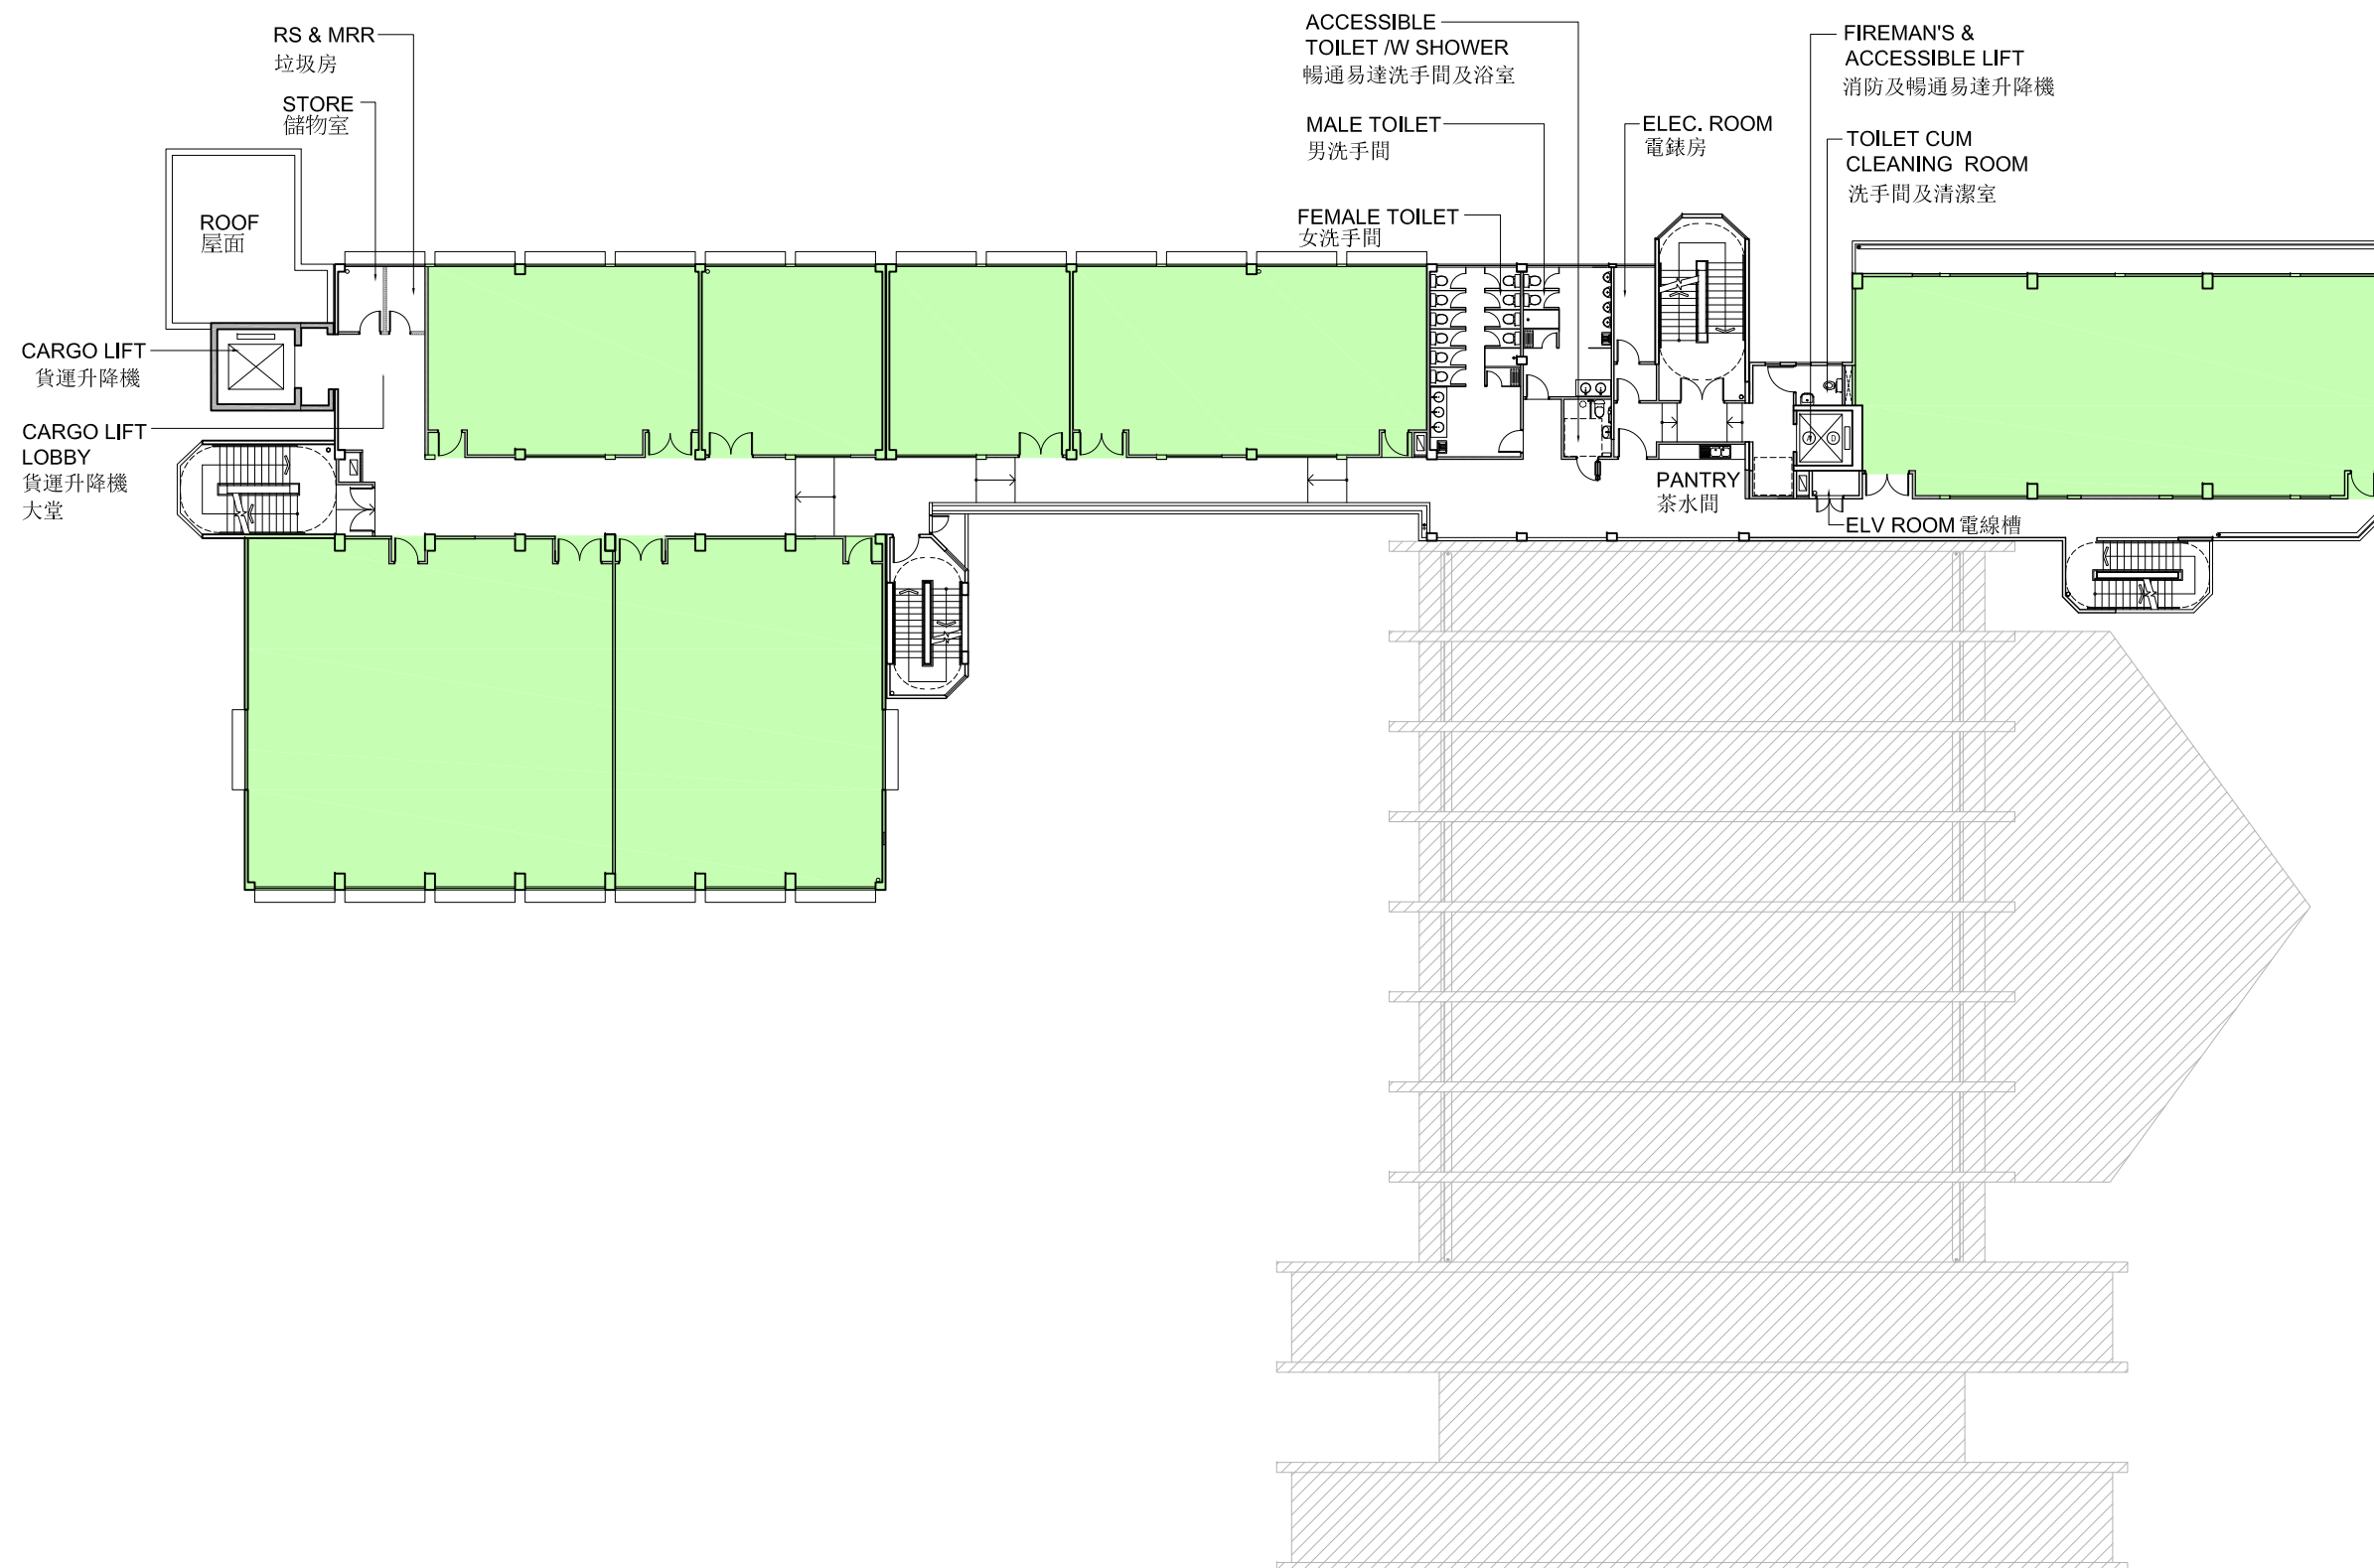 RS & MRR
垃圾房
STORE
儲物室
ROOF
屋面
CARGO LIFT
貨運升降機
CARGO LIFT
LOBBY
貨運升降機
大堂
ACCESSIBLE
TOILET /W SHOWER
暢通易達洗手間及浴室
MALE TOILET
男洗手間
FEMALE TOILET
女洗手間
ELEC. ROOM
電錶房
FIREMAN'S &
ACCESSIBLE LIFT
消防及暢通易達升降機
TOILET CUM
CLEANING ROOM
洗手間及清潔室
PANTRY
茶水間
ELV ROOM 電線槽